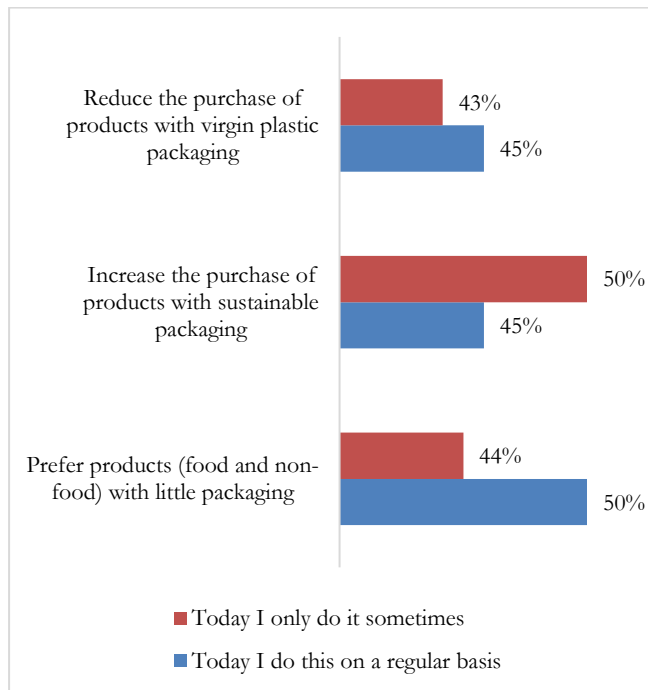 Reduce the purchase of
products with virgin plastic
packaging
43%
45%
Increase the purchase of
products with sustainable
packaging
50%
45%
Prefer products (food and non-
food) with little packaging
44%
50%
Today I only do it sometimes
Today I do this on a regular basis